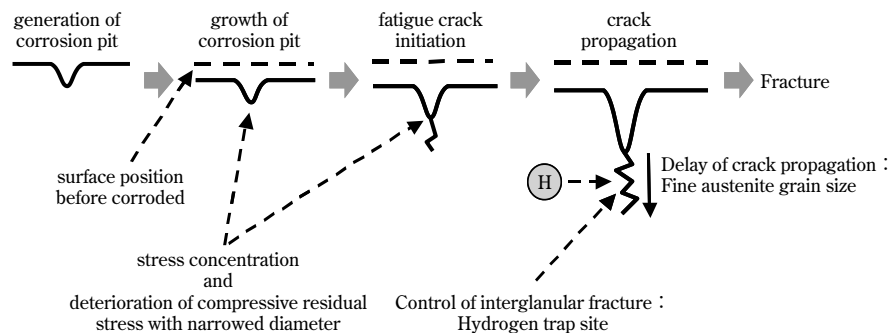 generation of
corrosion pit
growth of
corrosion pit
fatigue crack
initiation
crack
propagation
Fracture
surface position
before corroded
H
Delay of crack propagation：
Fine austenite grain size
stress concentration
and
deterioration of compressive residual
stress with narrowed diameter
Control of interglanular fracture：
Hydrogen trap site